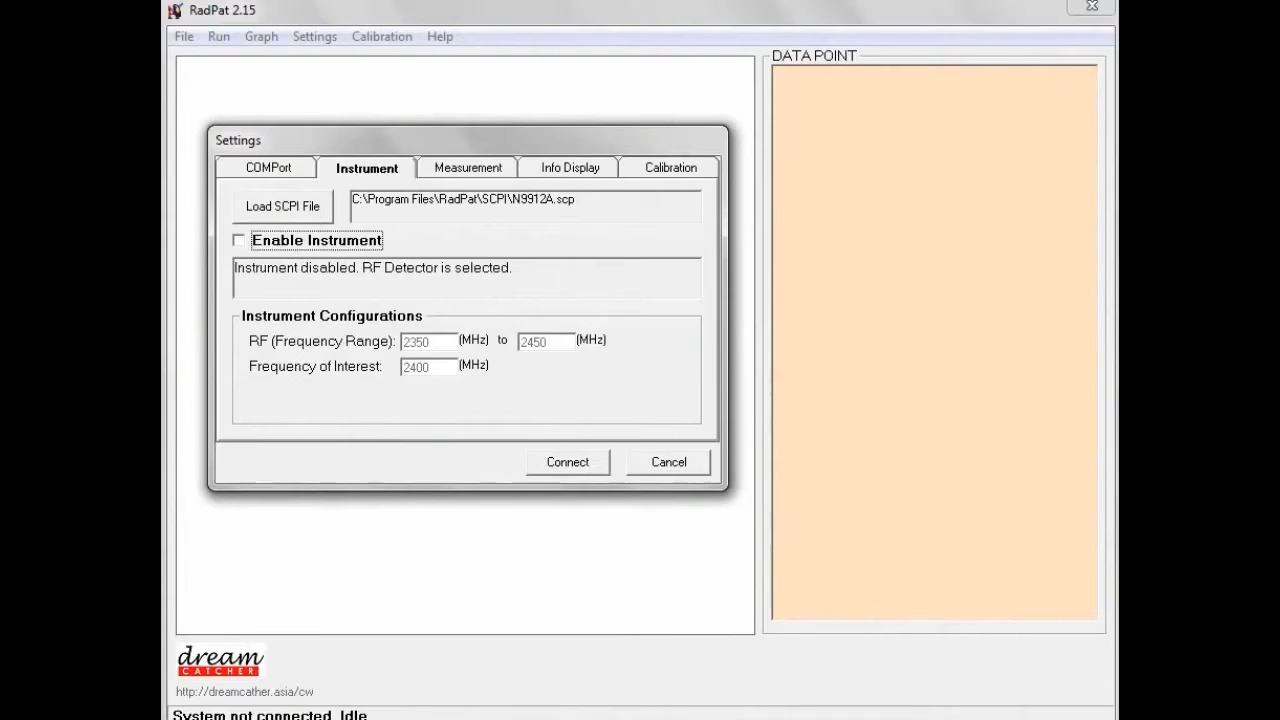 RadPat 2.15
File Run Graph Settings Calibration Help
DATA POINT
Settings
COMPort Instrument Measurement Info Display Calibration
Load SCPI File C:\Program Files\RadPat\SCPI\N9912A.scp
Enable Instrument
Instrument disabled. RF Detector is selected.
Instrument Configurations
RF (Frequency Range): 2350 (MHz) to 2450 (MHz)
Frequency of Interest: 2400 (MHz)
Connect Cancel
dream
CATCHER
http://dreamcather.asia/cw
System not connected. Idle